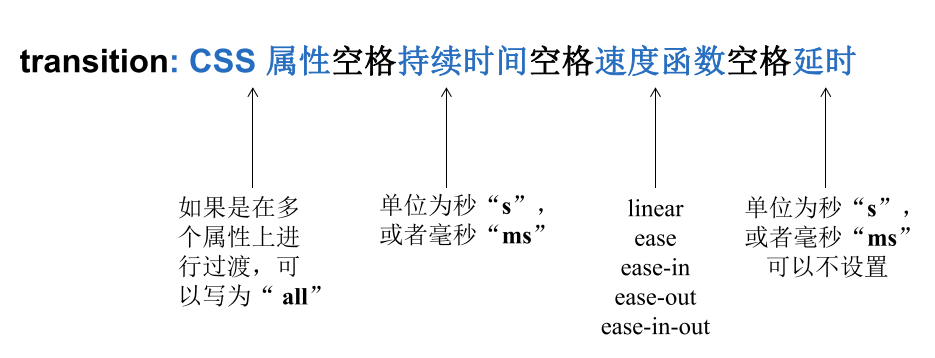 transition: CSS 属性空格持续时间空格速度函数空格延时
如果是在多
个属性上进
行过渡，可
以写为“ all”
单位为秒“s”，
或者毫秒“ms”
linear
ease
ease-in
ease-out
ease-in-out
单位为秒“s”，
或者毫秒“ms”
可以不设置